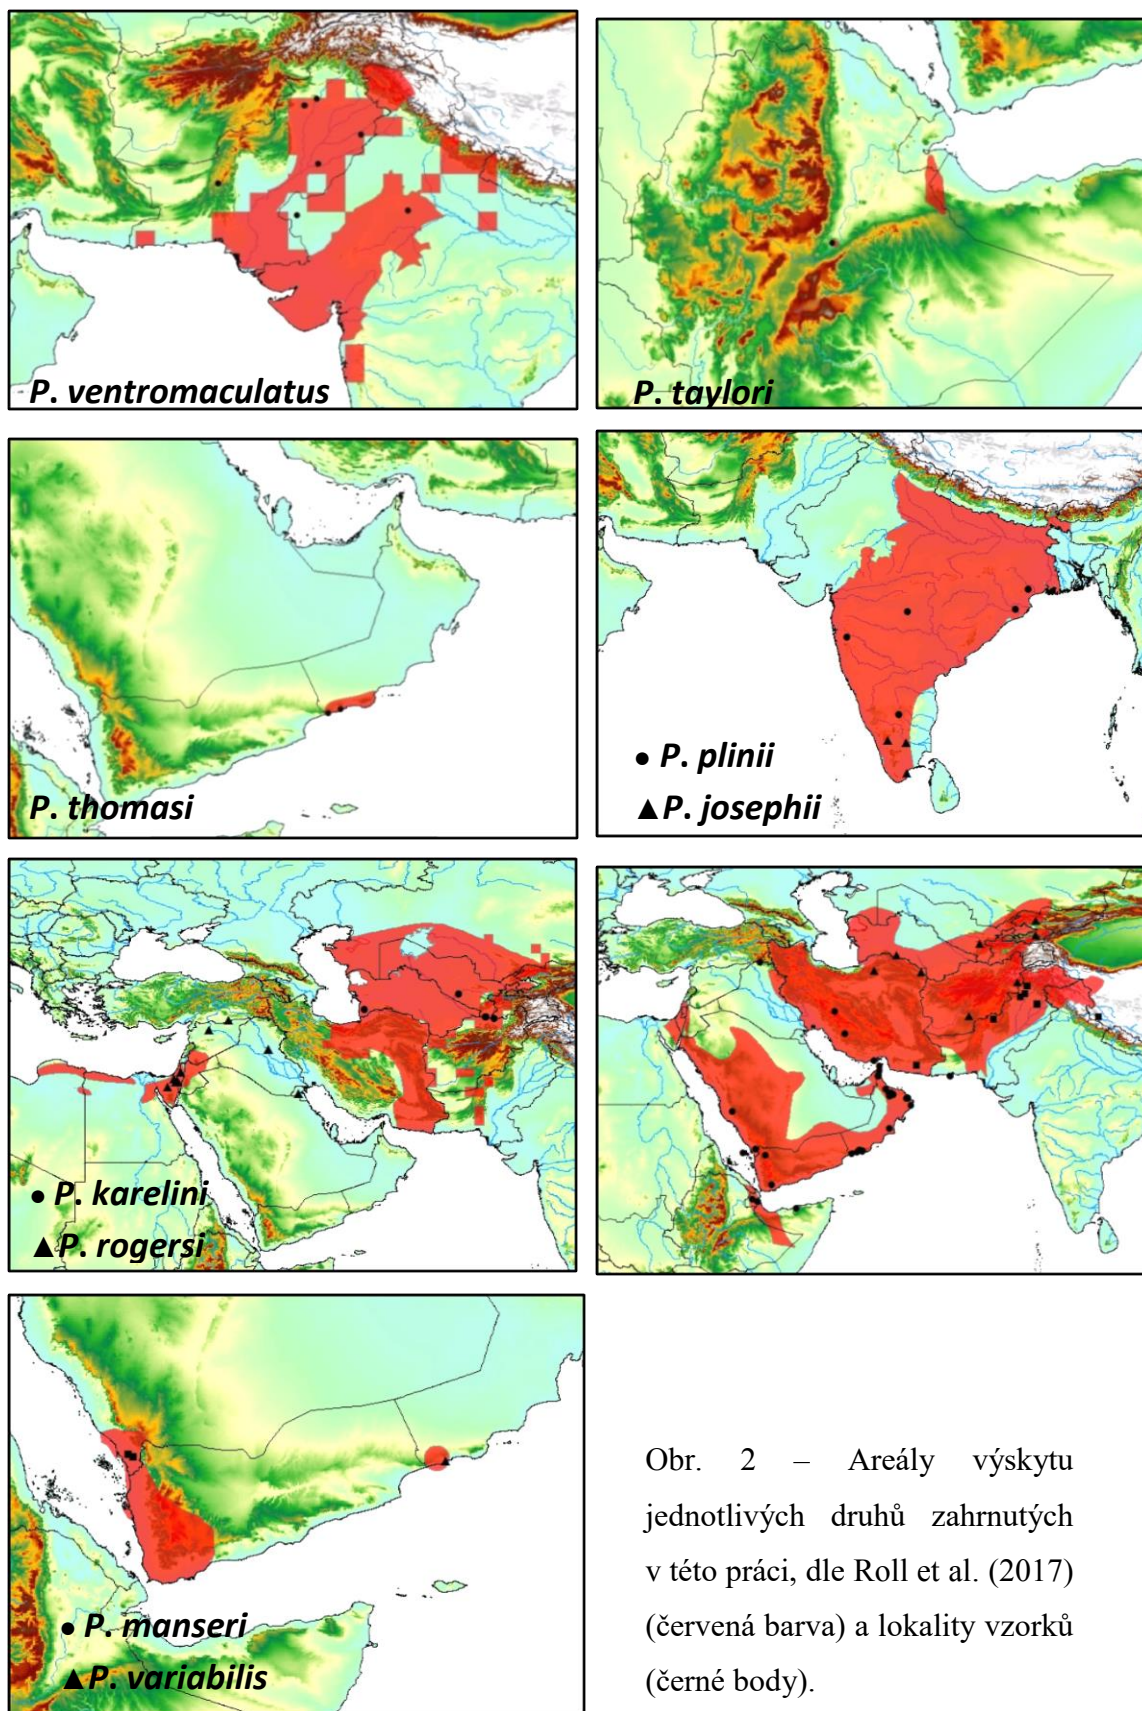 P. ventromaculatus
P. taylori
P. thomasi
P. plinii
P. josephii
P. karelini
P. rogersi
P. manseri
P. variabilis
Obr. 2 – Areály výskytu
jednotlivých druhů zahrnutých
v této práci, dle Roll et al. (2017)
(červená barva) a lokality vzorků
(černé body).